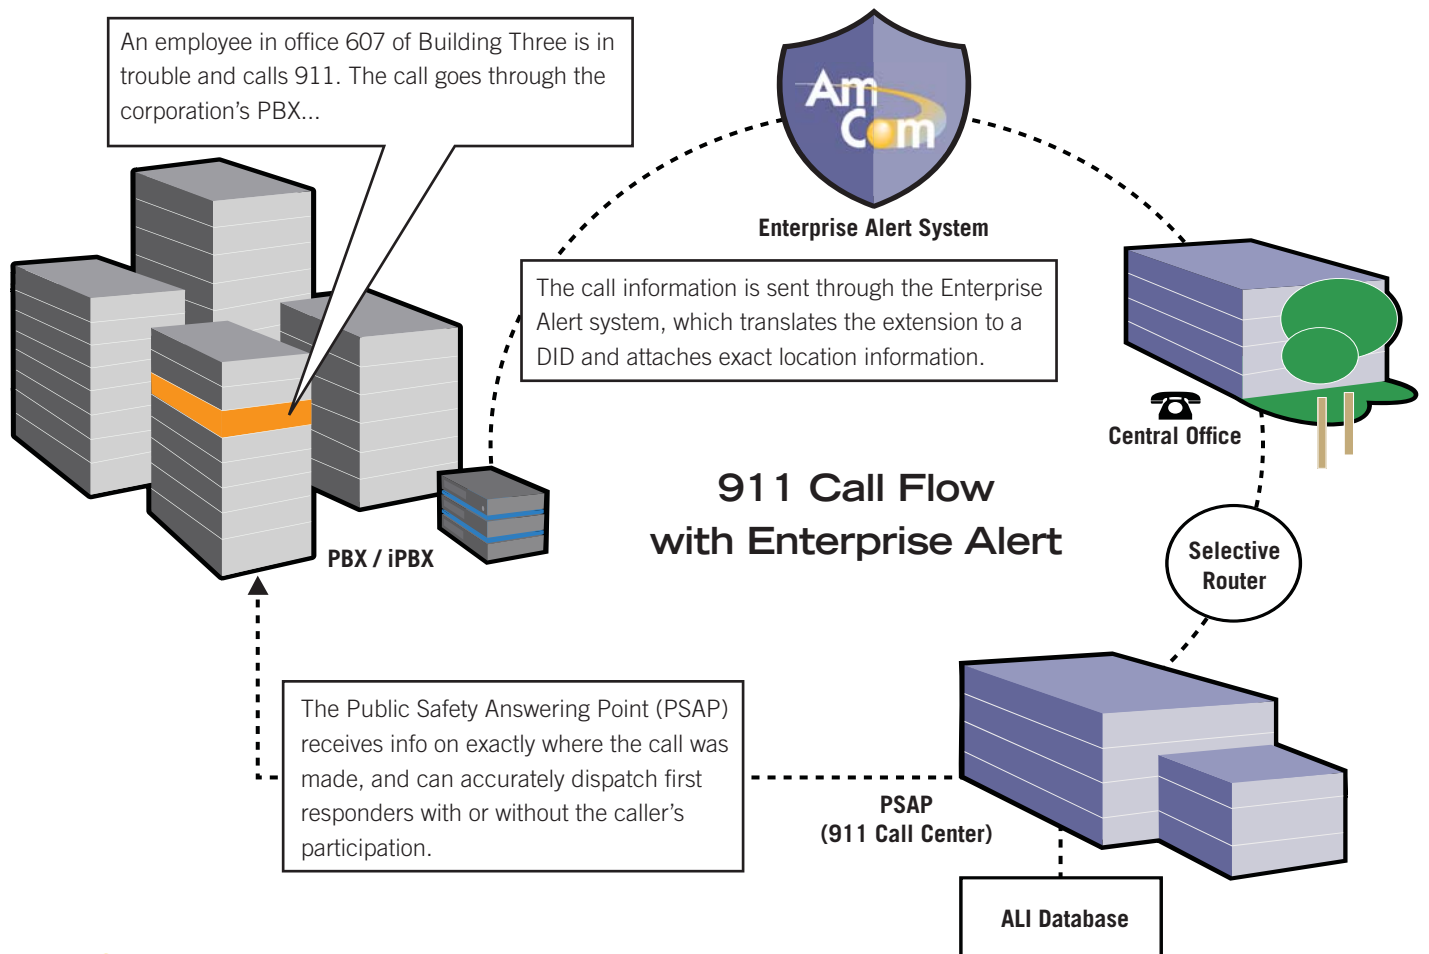 An employee in office 607 of Building Three is in
trouble and calls 911. The call goes through the
corporation's PBX...
Am
Com
Enterprise Alert System
The call information is sent through the Enterprise
Alert system, which translates the extension to a
DID and attaches exact location information.
Central Office
911 Call Flow
with Enterprise Alert
PBX / iPBX
Selective
Router
The Public Safety Answering Point (PSAP)
receives info on exactly where the call was
made, and can accurately dispatch first
responders with or without the caller's
participation.
PSAP
(911 Call Center)
ALI Database